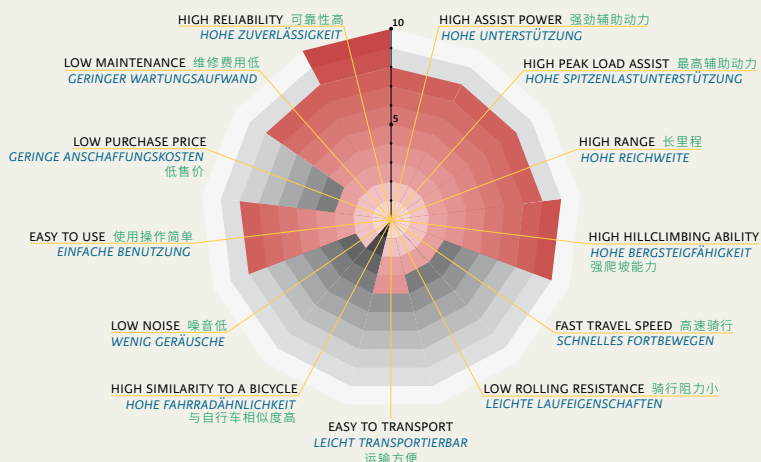 10
5
HIGH RELIABILITY 可靠性高
HOHE ZUVERLÄSSIGKEIT
HIGH ASSIST POWER 强劲辅助动力
HOHE UNTERSTÜTZUNG
LOW MAINTENANCE 维修费用低
GERINGER WARTUNGSAUFWAND
HIGH PEAK LOAD ASSIST 最高辅助动力
HOHE SPITZENLASTUNTERSTÜTZUNG
LOW PURCHASE PRICE
GERINGE ANSCHAFFUNGSKOSTEN
低售价
HIGH RANGE 长里程
HOHE REICHWEITE
EASY TO USE 使用操作简单
EINFACHE BENUTZUNG
HIGH HILLCLIMBING ABILITY
HOHE BERGSTEIGFÄHIGKEIT
强爬坡能力
LOW NOISE 噪音低
WENIG GERÄUSCHE
FAST TRAVEL SPEED 高速骑行
SCHNELLES FORTBEWEGEN
HIGH SIMILARITY TO A BICYCLE
HOHE FAHRRADÄHNLICHKEIT
与自行车相似度高
LOW ROLLING RESISTANCE 骑行阻力小
LEICHTE LAUFEIGENSCHAFTEN
EASY TO TRANSPORT
LEICHT TRANSPORTIERBAR
运输方便